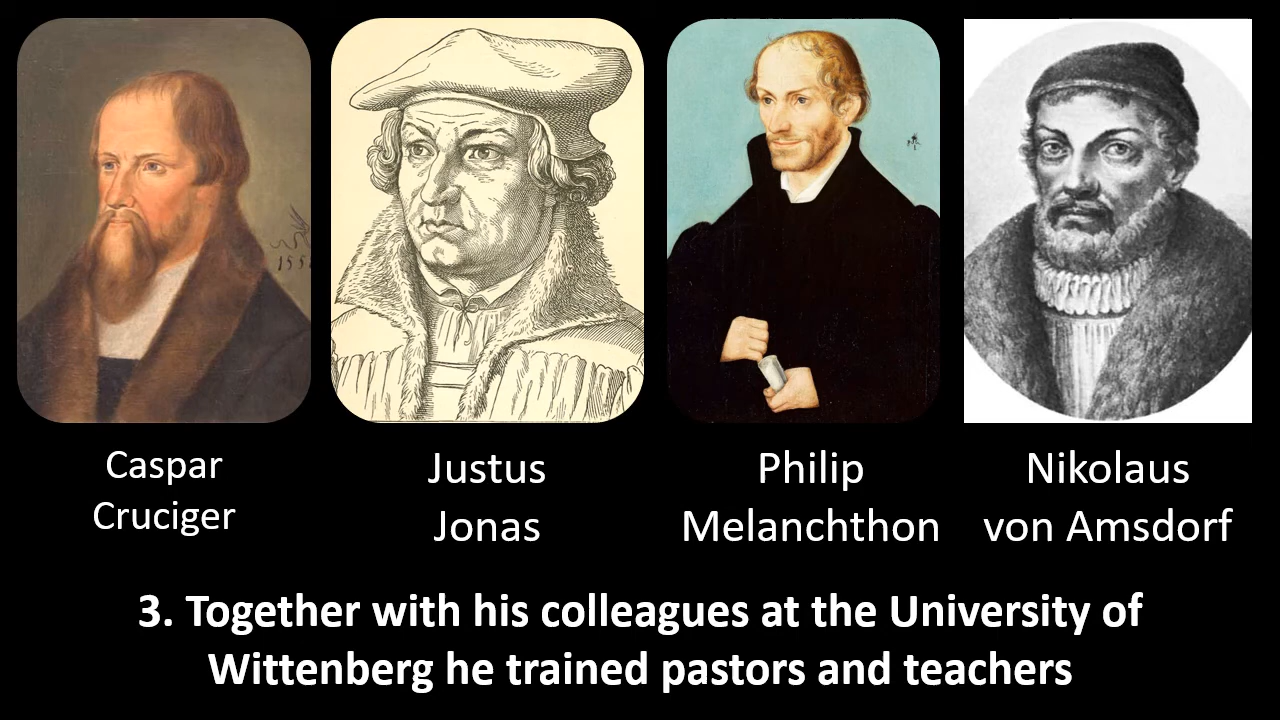 155
Caspar
Cruciger
Justus
Jonas
Philip
Melanchthon
Nikolaus
von Amsdorf
3. Together with his colleagues at the University of
Wittenberg he trained pastors and teachers